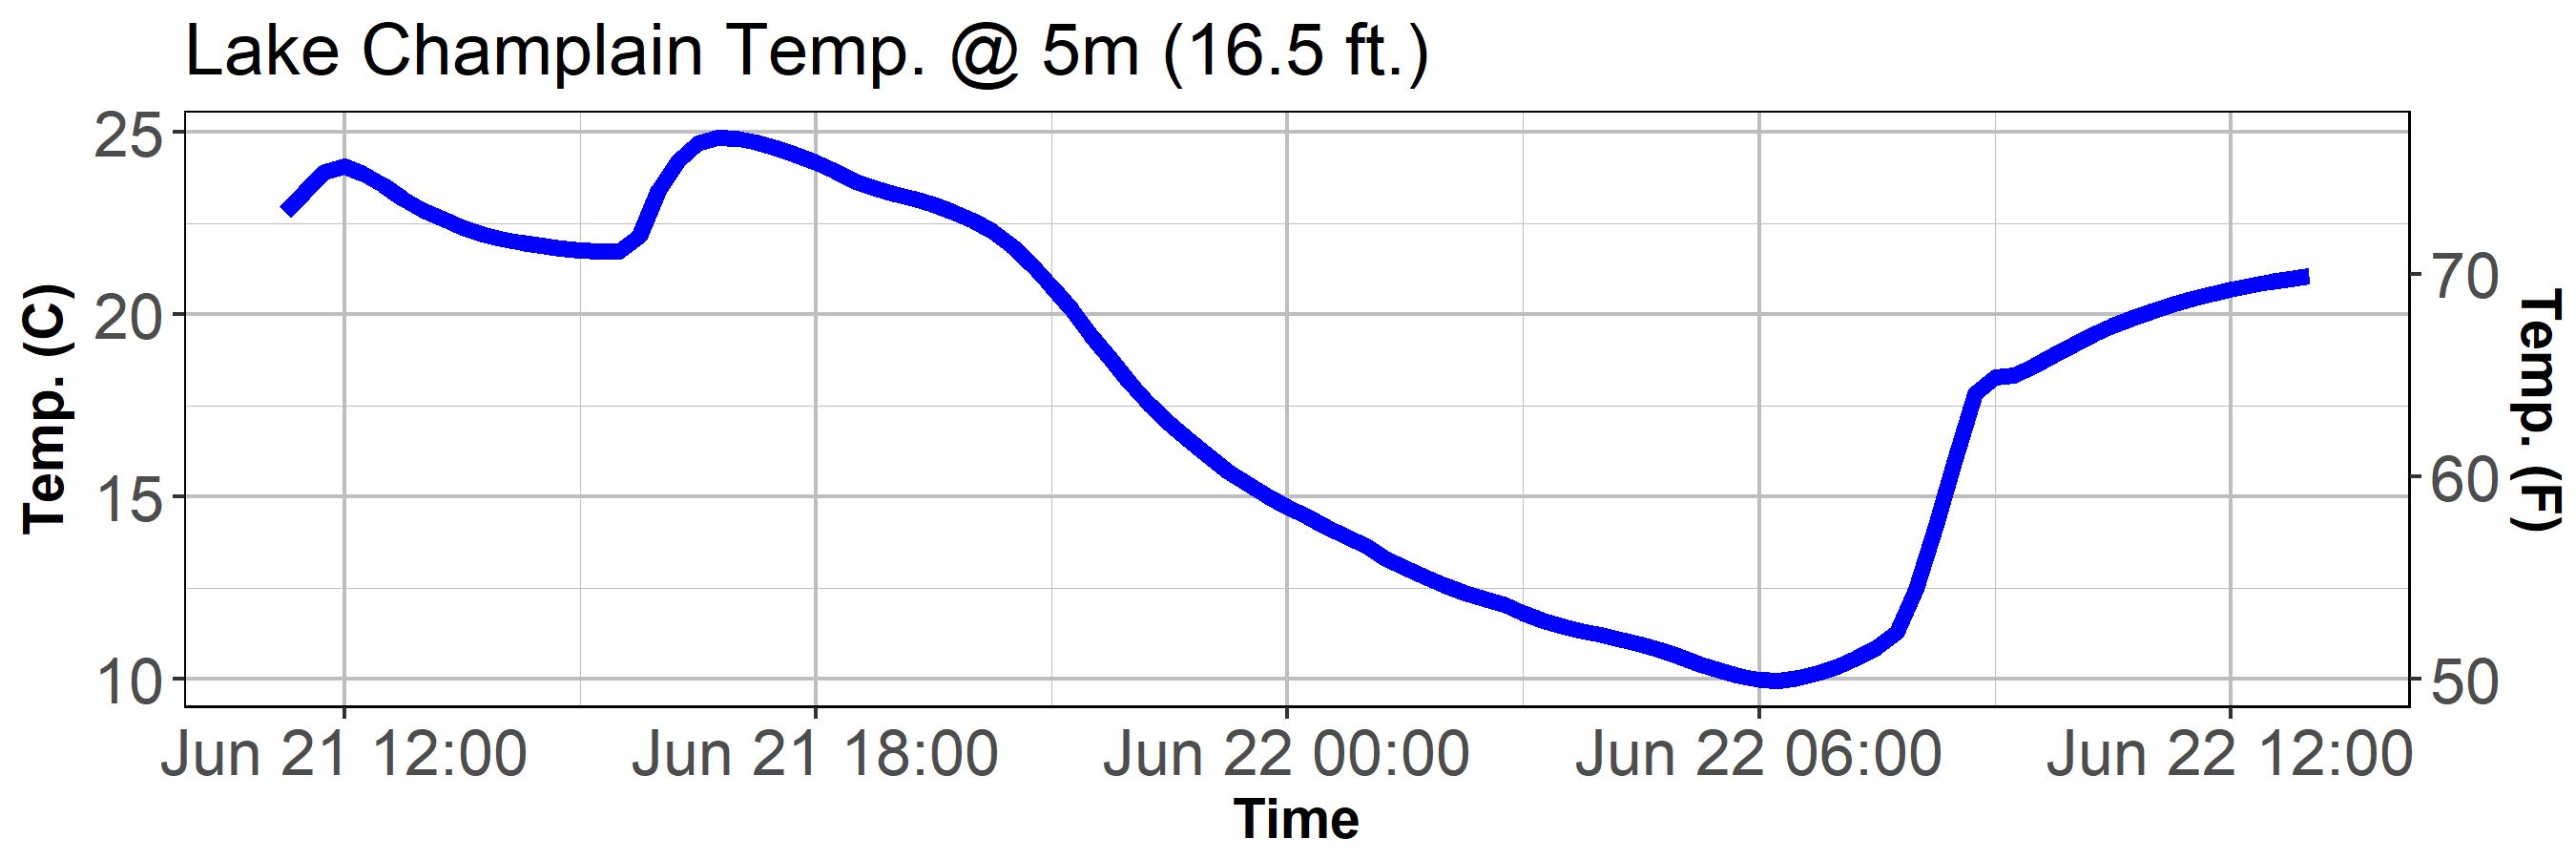 Lake Champlain Temp. @ 5m (16.5 ft.)
25
20
15
10
Temp. (C)
70
60
50
Temp. (F)
Jun 21 12:00 Jun 21 18:00 Jun 22 00:00 Jun 22 06:00 Jun 22 12:00
Time